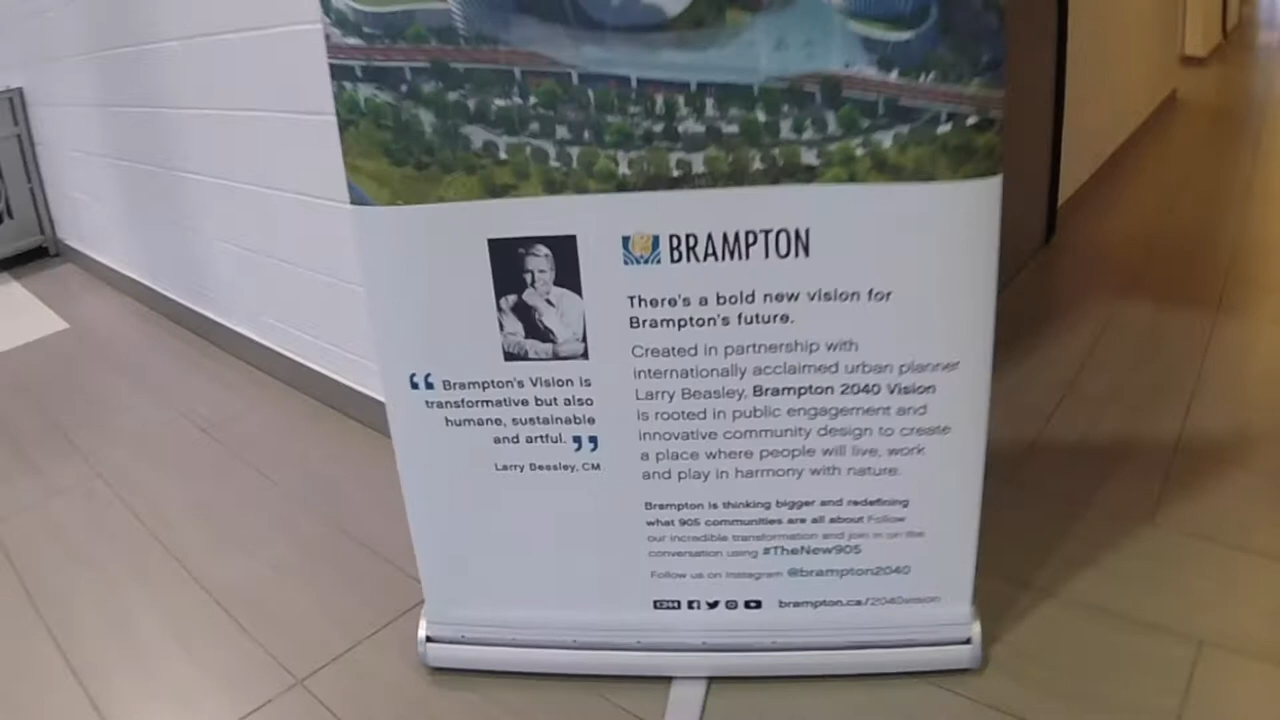 BRAMPTON
There's a bold new vision for
Brampton's future.
Created in partnership with
internationally acclaimed urban planner
Larry Beasley, Brampton 2040 Vision
is rooted in public engagement and
innovative community design to create
a place where people will live, work
and play in harmony with nature.
Brampton is thinking bigger and redefining
what 905 communities are all about Follow
our incredible transformation and join in on the
conversation using #TheNew905
Follow us on Instagram @brampton2040
brampton.ca/2040vision
“ Brampton's Vision is
transformative but also
humane, sustainable
and artful. ”
Larry Beasley, CM